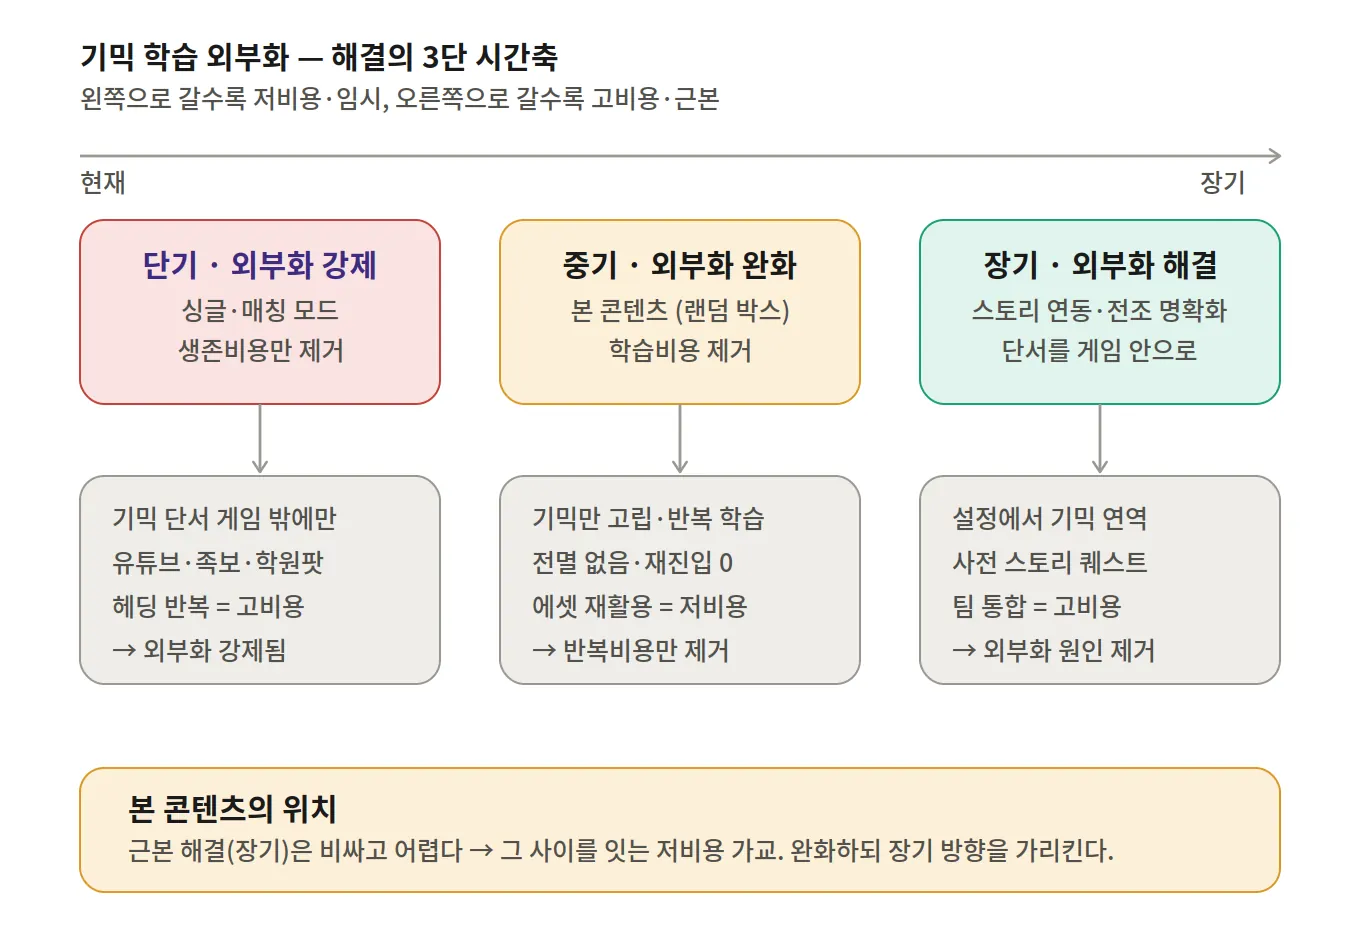 기믹 학습 외부화 — 해결의 3단 시간축
왼쪽으로 갈수록 저비용·임시, 오른쪽으로 갈수록 고비용·근본
현재
장기
단기 · 외부화 강제
싱글·매칭 모드
생존비용만 제거
중기 · 외부화 완화
본 콘텐츠 (랜덤 박스)
학습비용 제거
장기 · 외부화 해결
스토리 연동·전조 명확화
단서를 게임 안으로
기믹 단서 게임 밖에만
유튜브·족보·학원팟
헤딩 반복 = 고비용
→ 외부화 강제됨
기믹만 고립·반복 학습
전멸 없음·재진입 0
에셋 재활용 = 저비용
→ 반복비용만 제거
설정에서 기믹 연역
사전 스토리 퀘스트
팀 통합 = 고비용
→ 외부화 원인 제거
본 콘텐츠의 위치
근본 해결(장기)은 비싸고 어렵다 → 그 사이를 잇는 저비용 가교. 완화하되 장기 방향을 가리킨다.